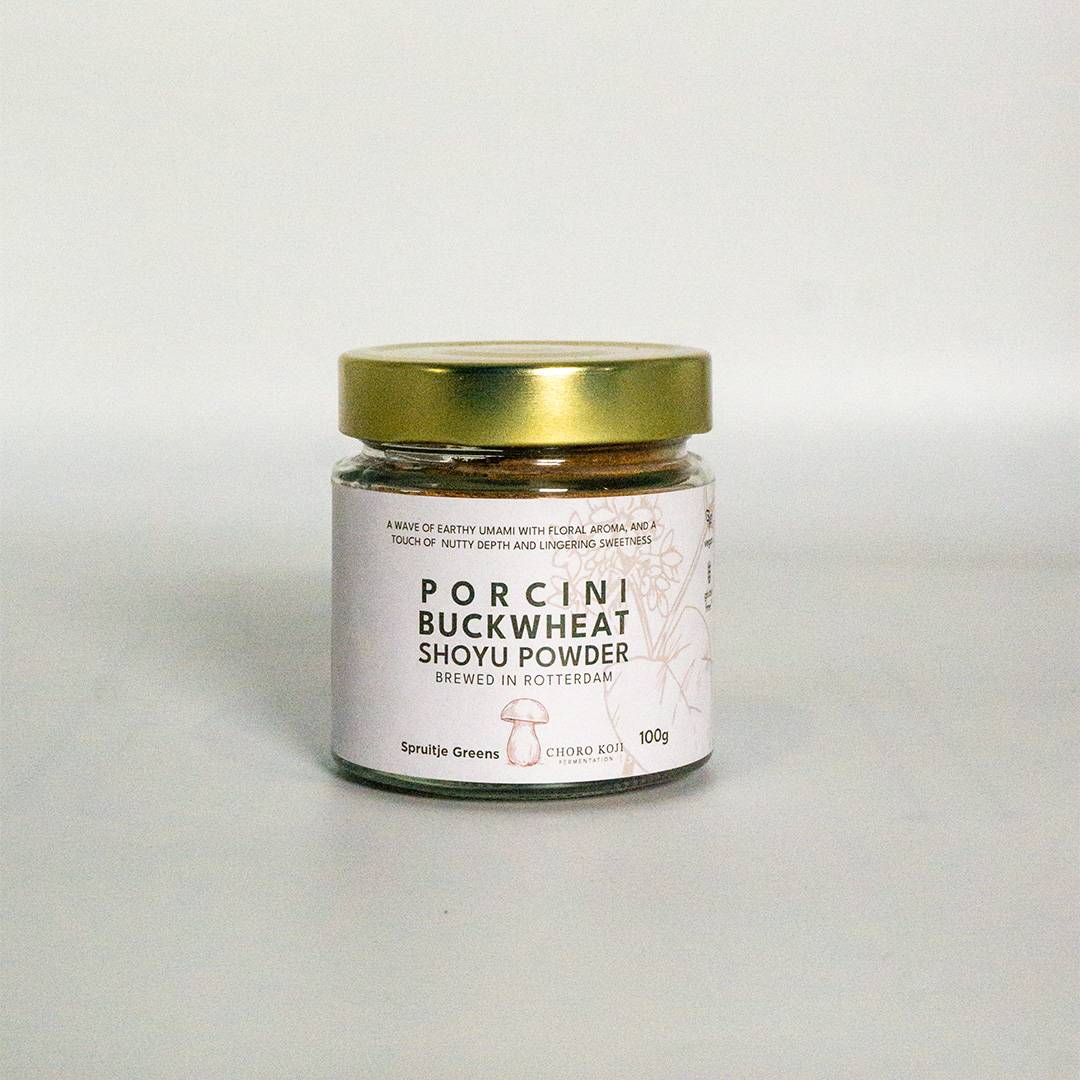 A WAVE OF EARTHY UMAMI WITH FLORAL AROMA, AND A
TOUCH OF NUTTY DEPTH AND LINGERING SWEETNESS
PORCINI
BUCKWHEAT
SHOYU POWDER
BREWED IN ROTTERDAM
Spruitje Greens
CHORO KOJI
FERMENTATION
100g